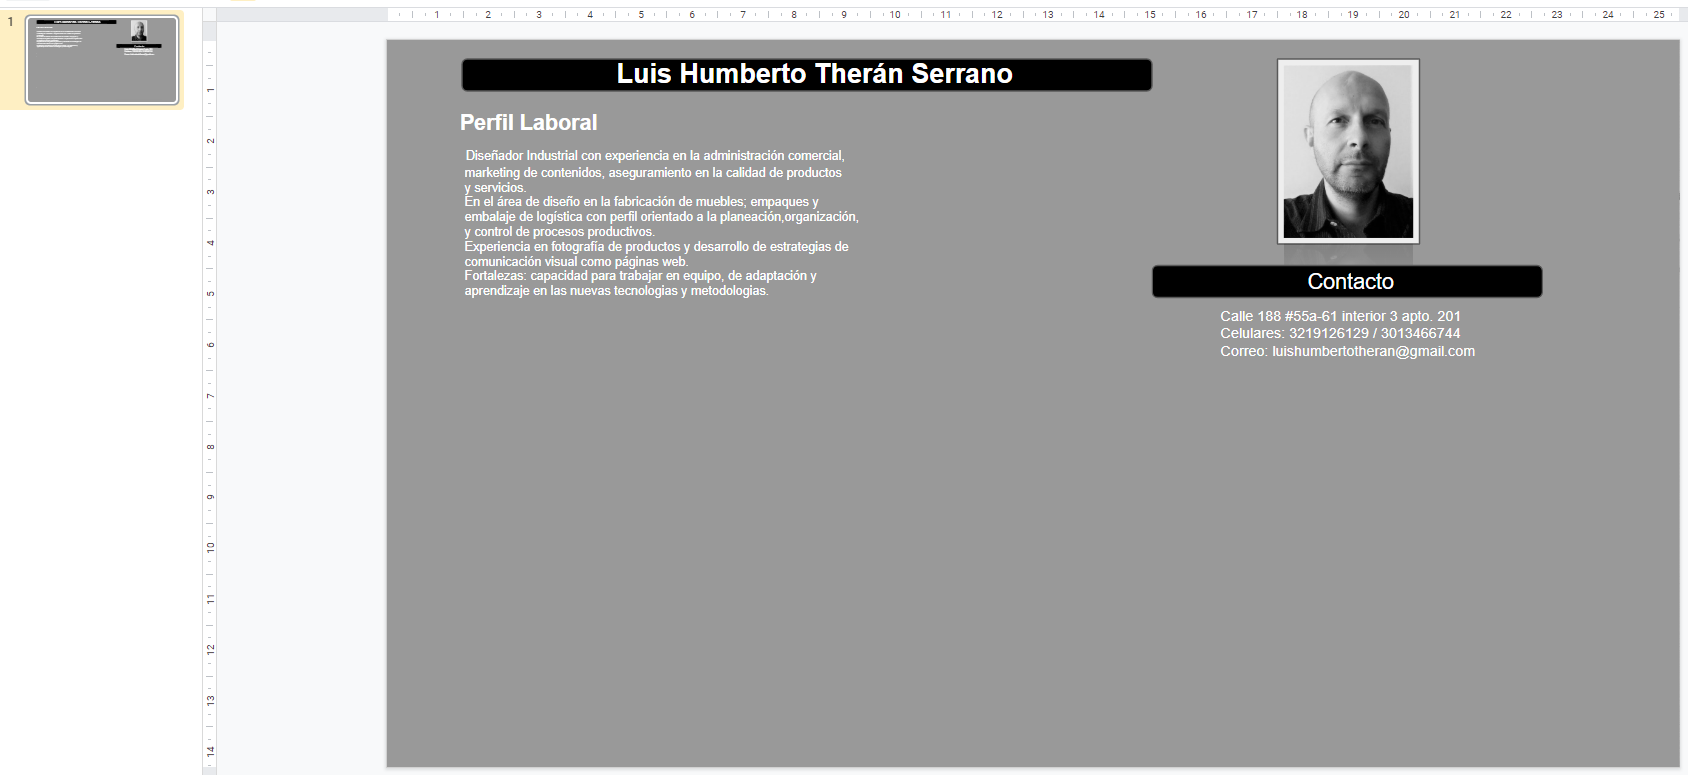 1
1 2 3 4 5 6 7 8 9 10 11 12 13 14 15 16 17 18 19 20 21 22 23 24 25
1 2 3 4 5 6 7 8 9 10 11 12 13 14
Luis Humberto Therán Serrano
Perfil Laboral
Diseñador Industrial con experiencia en la administración comercial,
marketing de contenidos, aseguramiento en la calidad de productos
y servicios.
En el área de diseño en la fabricación de muebles; empaques y
embalaje de logística con perfil orientado a la planeación,organización,
y control de procesos productivos.
Experiencia en fotografía de productos y desarrollo de estrategias de
comunicación visual como páginas web.
Fortalezas: capacidad para trabajar en equipo, de adaptación y
aprendizaje en las nuevas tecnologias y metodologias.
Contacto
Calle 188 #55a-61 interior 3 apto. 201
Celulares: 3219126129 / 3013466744
Correo: luishumbertotheran@gmail.com